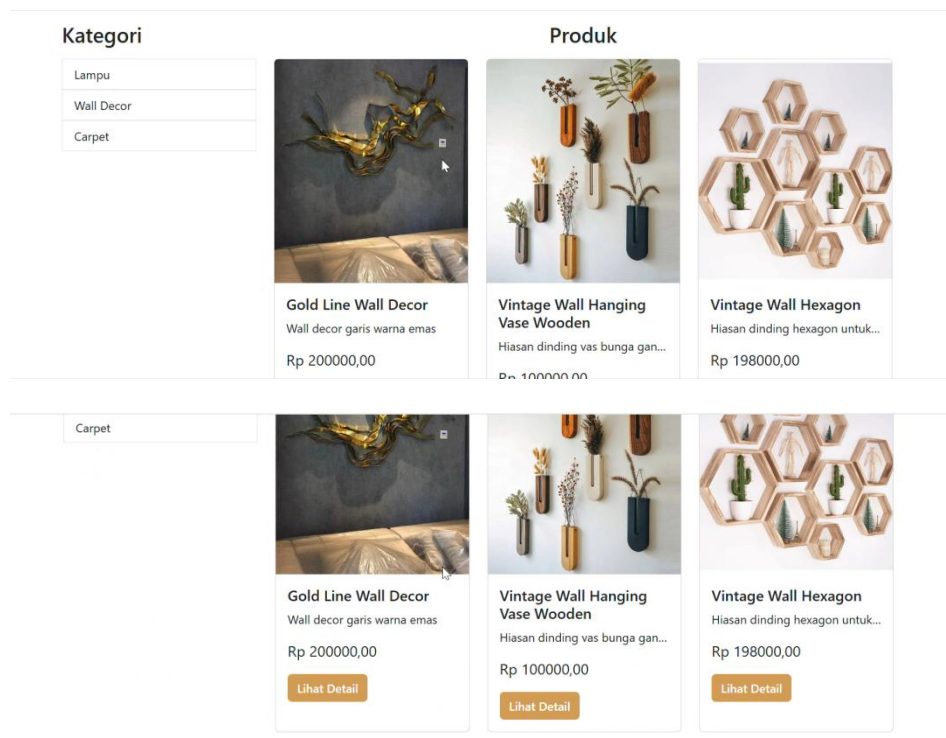 Kategori
Produk
Lampu
Wall Decor
Carpet
Gold Line Wall Decor
Wall decor garis warna emas
Rp 200000,00
Vintage Wall Hanging
Vase Wooden
Hiasan dinding vas bunga gan...
Rp 100000,00
Vintage Wall Hexagon
Hiasan dinding hexagon untuk...
Rp 198000,00
Carpet
Gold Line Wall Decor
Wall decor garis warna emas
Rp 200000,00
Lihat Detail
Vintage Wall Hanging
Vase Wooden
Hiasan dinding vas bunga gan...
Rp 100000,00
Lihat Detail
Vintage Wall Hexagon
Hiasan dinding hexagon untuk...
Rp 198000,00
Lihat Detail